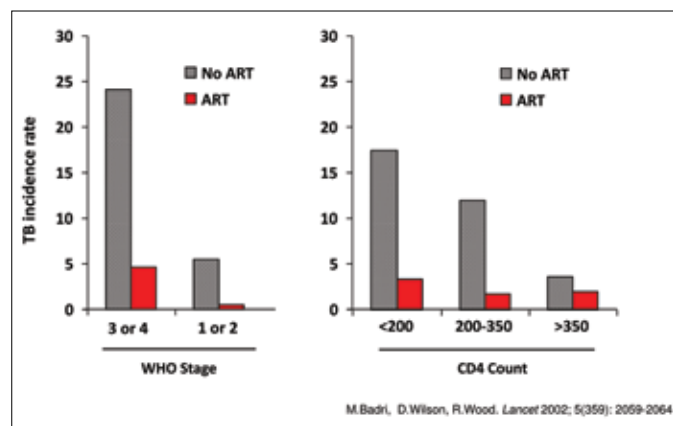 TB incidence rate
30
25
20
15
10
5
0
No ART
ART
3 or 4
1 or 2
WHO Stage
30
25
20
15
10
5
0
No ART
ART
<200
200-350
>350
CD4 Count
M.Badri, D.Wilson, R.Wood. Lancet 2002; 5(359): 2059-2064